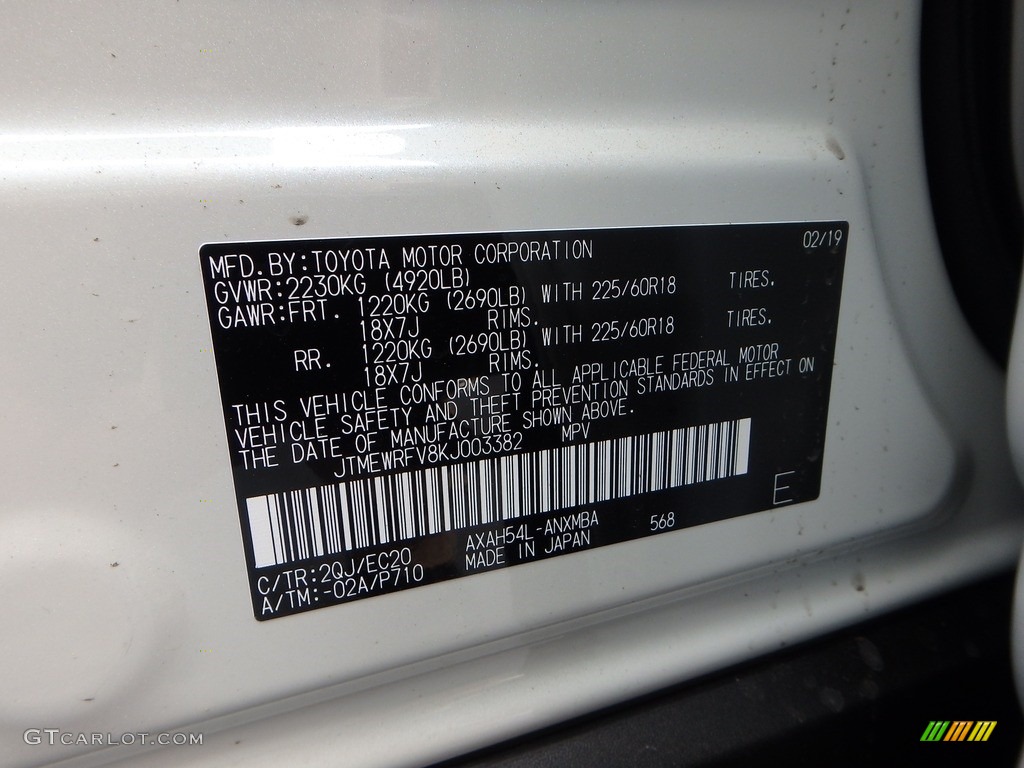 02/19
MFD.BY:TOYOTA MOTOR CORPORATION
GVWR:2230KG (4920LB)
GAWR:FRT. 1220KG (2690LB) WITH 225/60R18 TIRES.
18X7J RIMS.
RR. 1220KG (2690LB) WITH 225/60R18 TIRES.
18X7J RIMS.
THIS VEHICLE CONFORMS TO ALL APPLICABLE FEDERAL MOTOR
VEHICLE SAFETY AND THEFT PREVENTION STANDARDS IN EFFECT ON
THE DATE OF MANUFACTURE SHOWN ABOVE.
JTMEWRFV8KJ003382 MPV
E
C/TR:2QJ/EC20 AXAH54L-ANXMBA 568
A/TM:-02A/P710 MADE IN JAPAN
GTCARLOT.COM